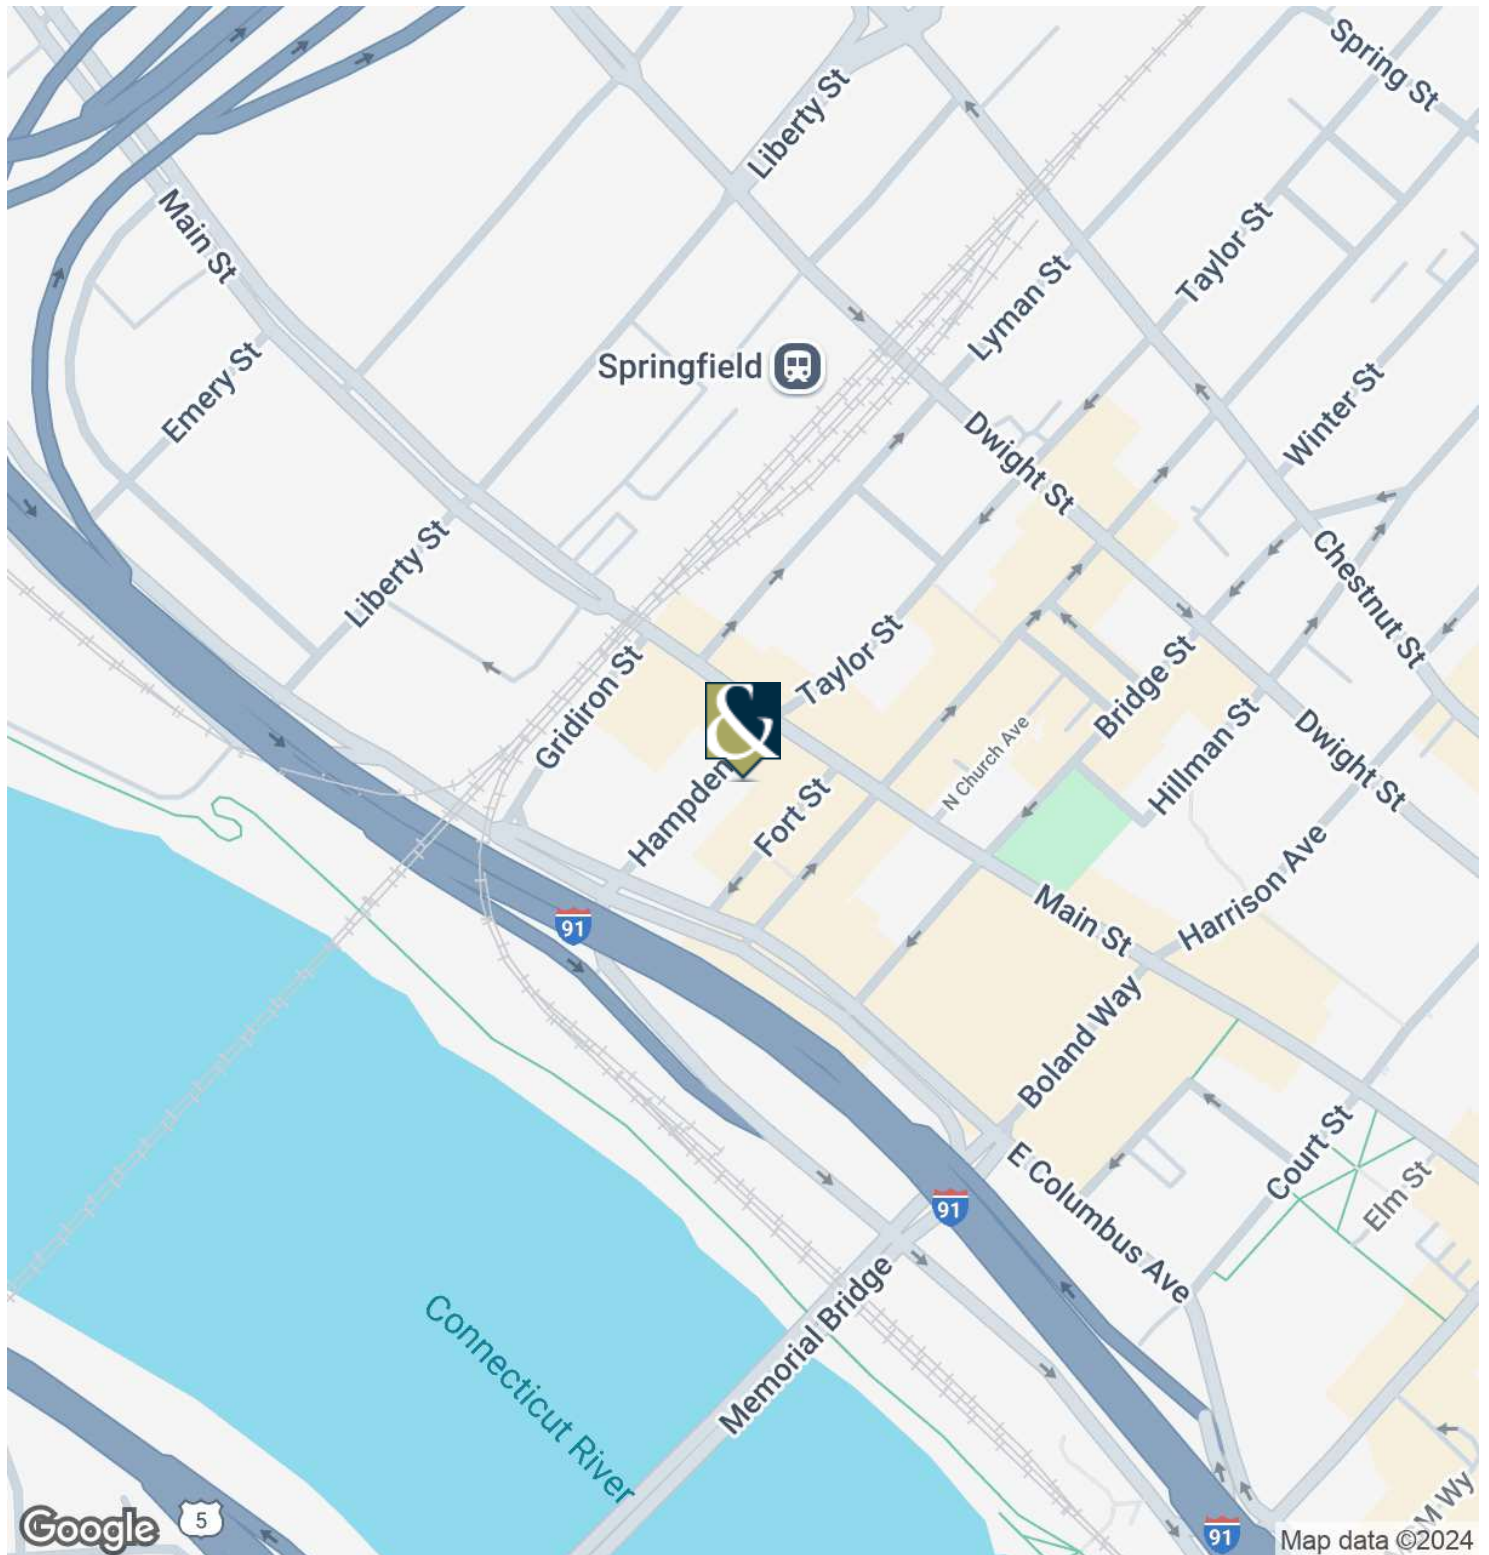 Spring St
Liberty St
Main St
Taylor St
Lyman St
Springfield
Emery St
Winter St
Dwight St
Liberty St
Chestnut St
Gridiron St
Taylor St
Bridge St
&
Hampden
Fort St
N Church Ave
Hillman St
Dwight St
Harrison Ave
91
Main St
Boland Way
E Columbus Ave
Court St
Elm St
91
Memorial Bridge
Connecticut River
Google
5
91
Map data ©2024